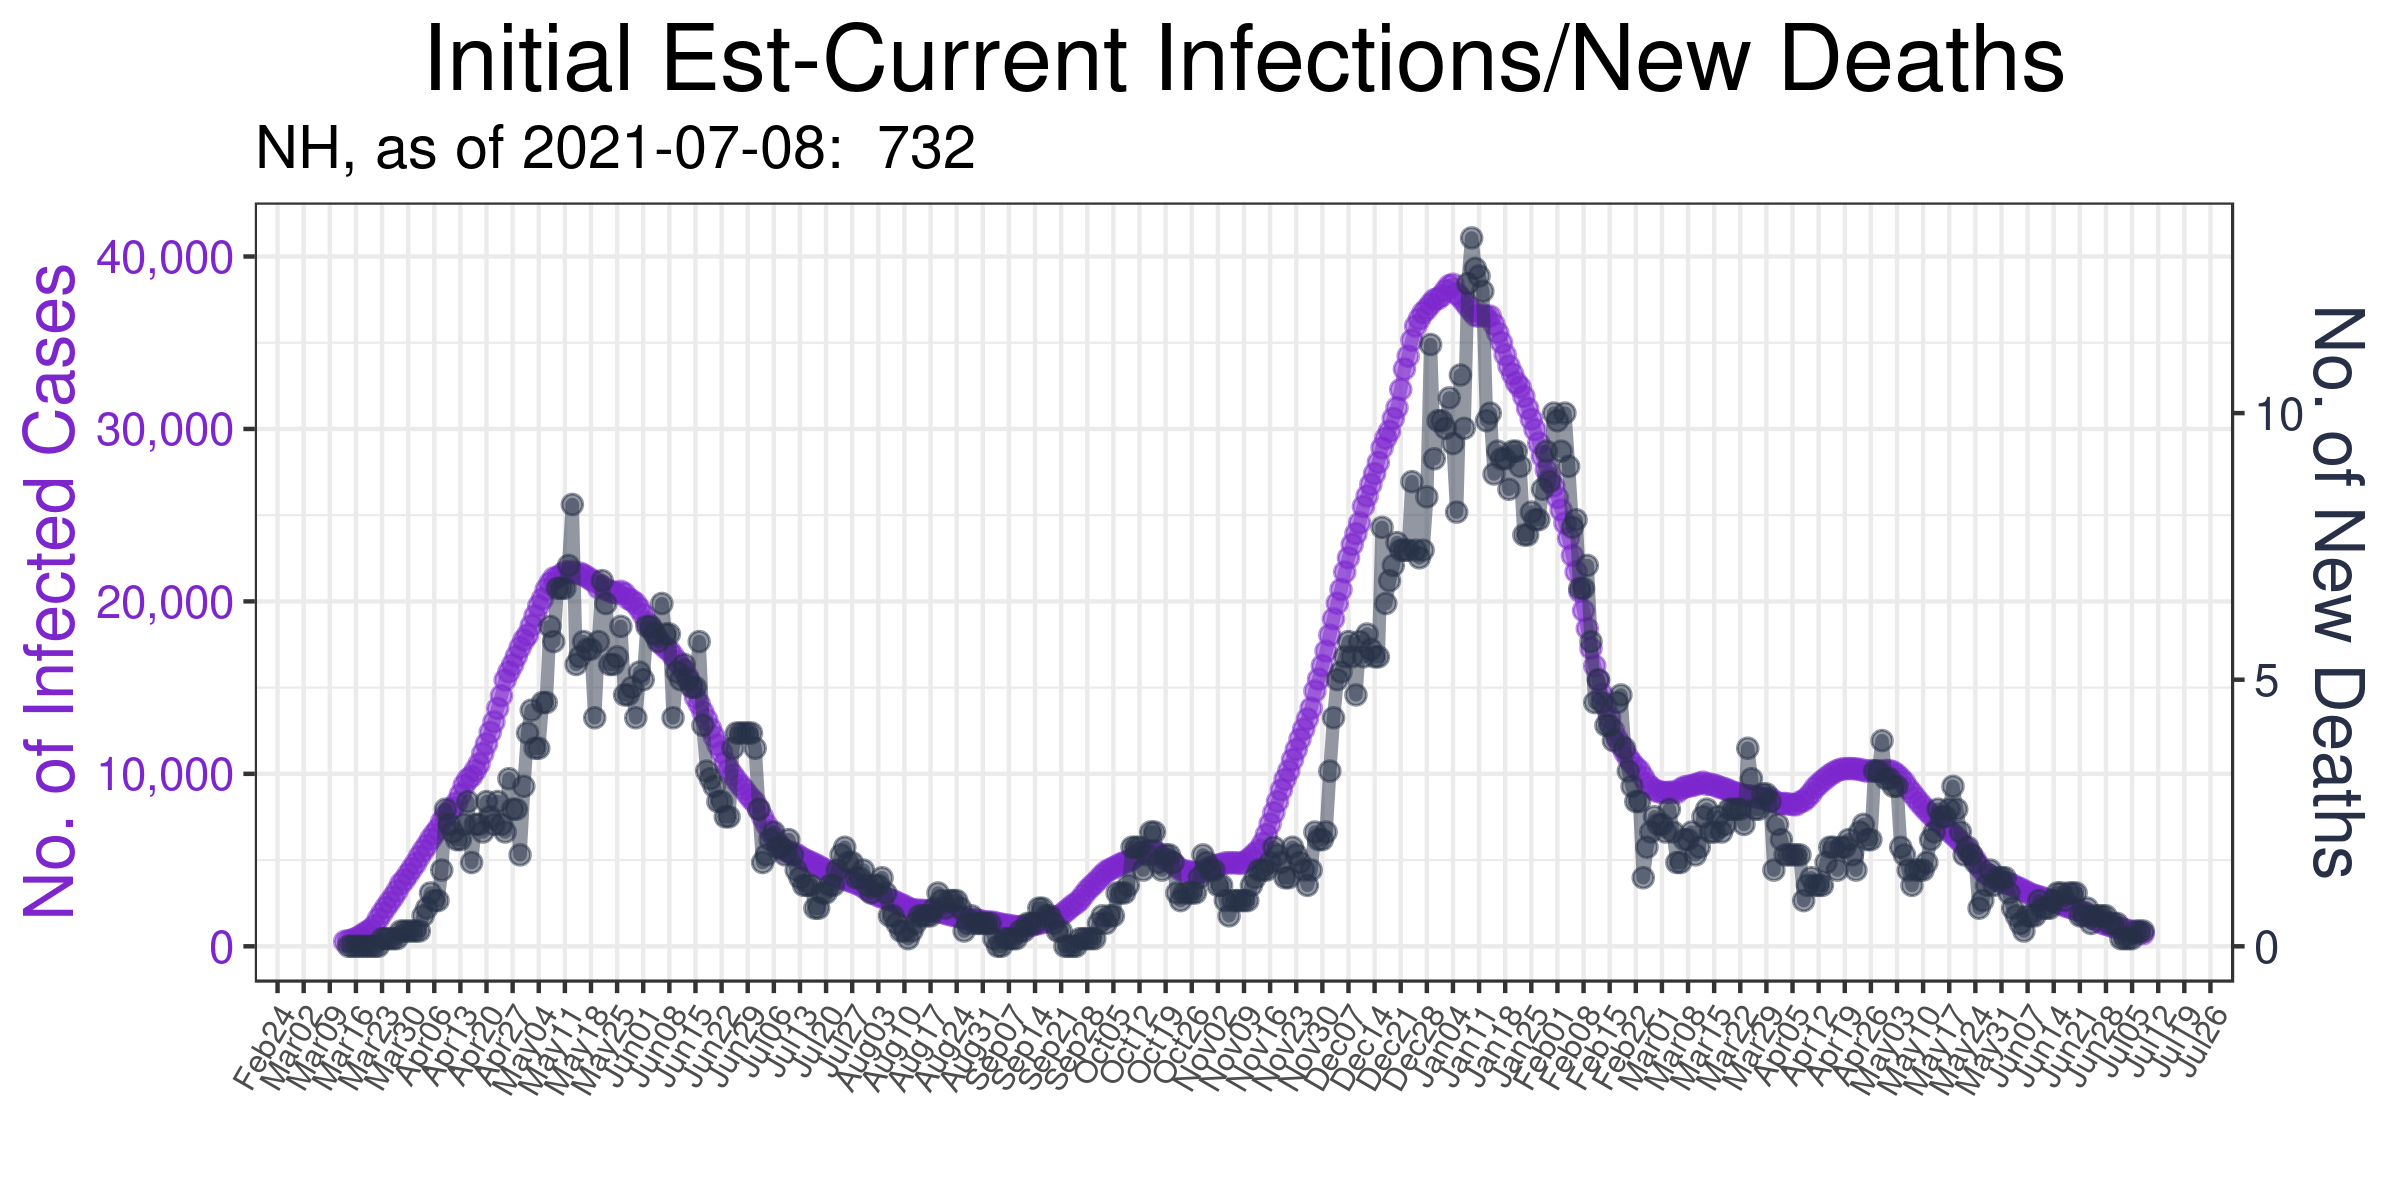 Initial Est-Current Infections/New Deaths
NH, as of 2021-07-08:  732
No. of Infected Cases
40,000
30,000
20,000
10,000
0
No. of New Deaths
10
5
0
Feb24
Mar02
Mar09
Mar16
Mar23
Mar30
Apr06
Apr13
Apr20
Apr27
May04
May11
May18
May25
Jun01
Jun08
Jun15
Jun22
Jun29
Jul06
Jul13
Jul20
Jul27
Aug03
Aug10
Aug17
Aug24
Aug31
Sep07
Sep14
Sep21
Sep28
Oct05
Oct12
Oct19
Oct26
Nov02
Nov09
Nov16
Nov23
Nov30
Dec07
Dec14
Dec21
Dec28
Jan04
Jan11
Jan18
Jan25
Feb01
Feb08
Feb15
Feb22
Mar01
Mar08
Mar15
Mar22
Mar29
Apr05
Apr12
Apr19
Apr26
May03
May10
May17
May24
May31
Jun07
Jun14
Jun21
Jun28
Jul05
Jul12
Jul19
Jul26